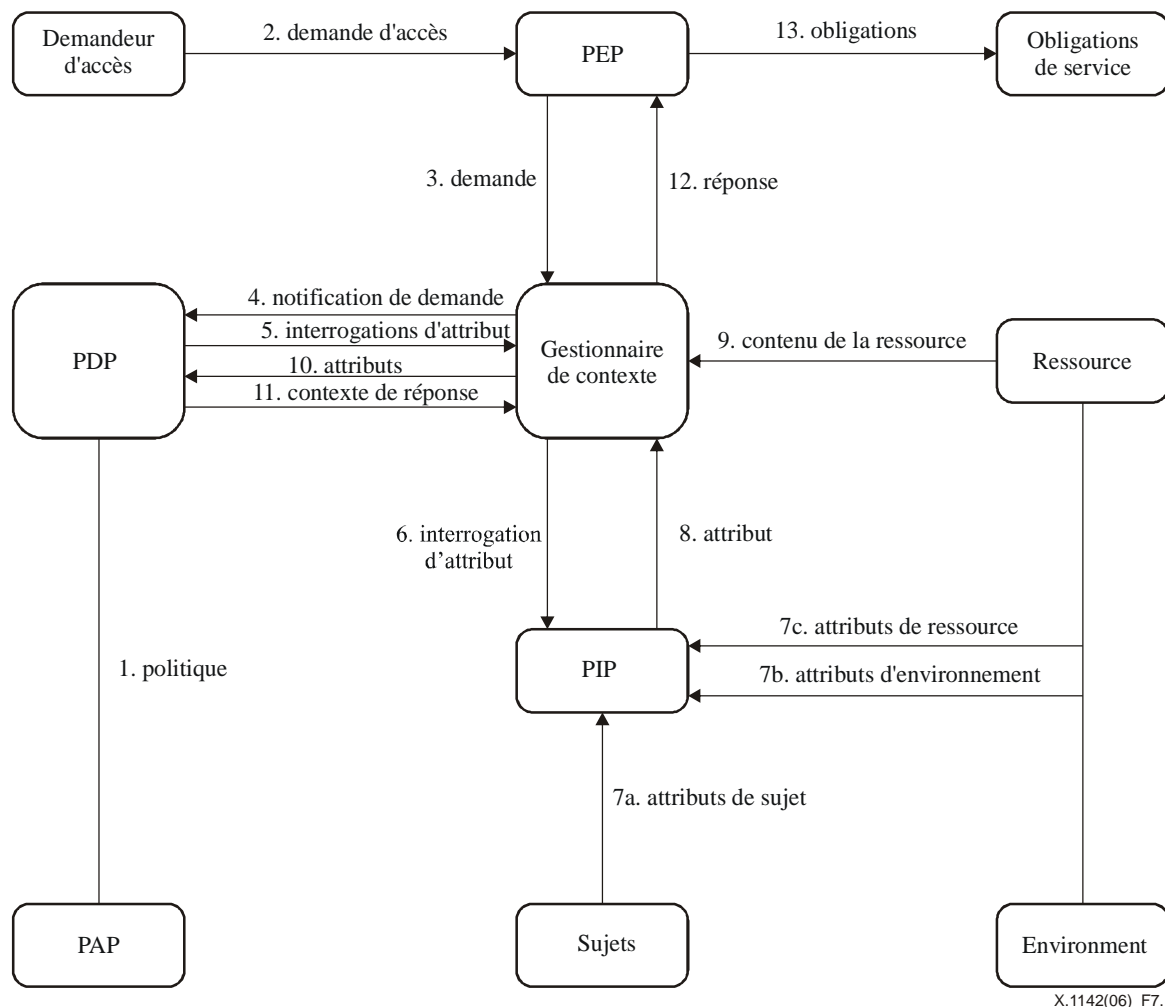 Demandeur
d'accès
2. demande d'accès
PEP
13. obligations
Obligations
de service
3. demande
12. réponse
PDP
4. notification de demande
5. interrogations d'attribut
10. attributs
11. contexte de réponse
Gestionnaire
de contexte
9. contenu de la ressource
Ressource
6. interrogation
d’attribut
8. attribut
1. politique
PIP
7c. attributs de ressource
7b. attributs d'environnement
7a. attributs de sujet
PAP
Sujets
Environment
X.1142(06)_F7.